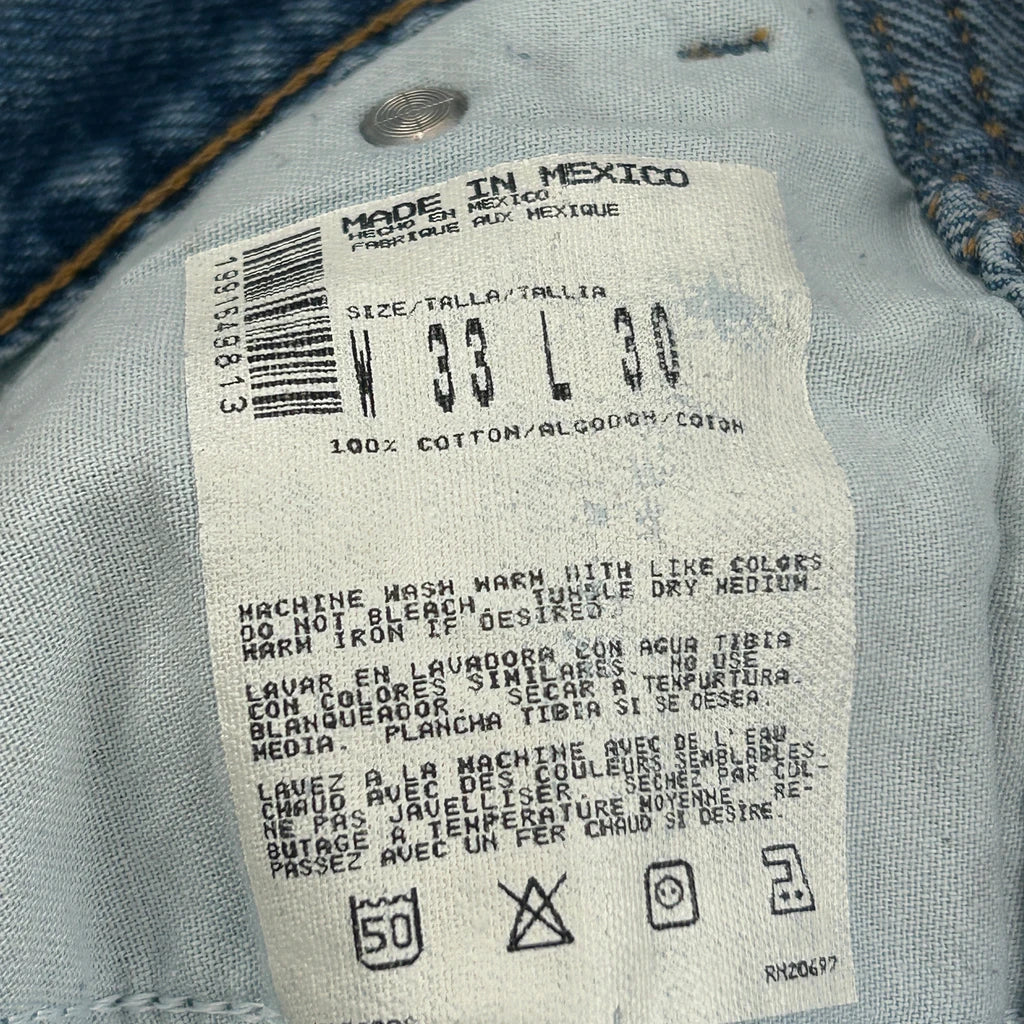 MADE IN MEXICO
HECHO EN MEXICO
FABRIQUE AUX MEXIQUE
19916498 13
SIZE/TALLA/TALLIA
W 33 L 30
100% COTTON/ALGODON/COTON
MACHINE WASH WARM WITH LIKE COLORS
DO NOT BLEACH. TUMBLE DRY MEDIUM.
WARM IRON IF DESIRED.
LAVAR EN LAVADORA CON AGUA TIBIA
CON COLORES SIMILARES. NO USE
BLANQUEADOR. SECAR A TEMPURTURA.
MEDIA. PLANCHA TIBIA SI SE DESEA.
LAVEZ A LA MACHINE AVEC DE L'EAU
CHAUD AVEC DES COULEURS SEMBLABLES.
NE PAS JAVELLISER. SECHEZ PAR CUL-
BUTAGE A TEMPERATURE MOYENNE. RE-
PASSEZ AVEC UN FER CHAUD SI DESIRE.
50
RN20697